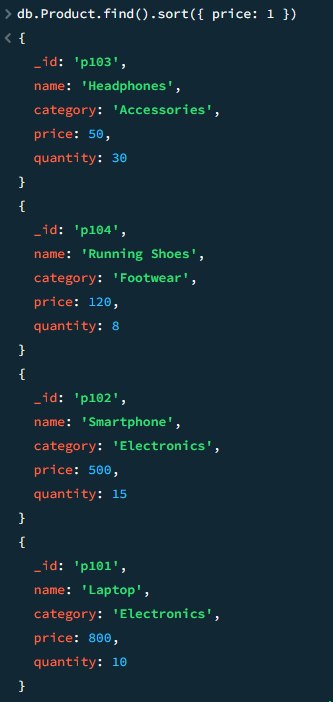 > db.Product.find().sort({ price: 1 })
< {
_id: 'p103',
name: 'Headphones',
category: 'Accessories',
price: 50,
quantity: 30
}
{
_id: 'p104',
name: 'Running Shoes',
category: 'Footwear',
price: 120,
quantity: 8
}
{
_id: 'p102',
name: 'Smartphone',
category: 'Electronics',
price: 500,
quantity: 15
}
{
_id: 'p101',
name: 'Laptop',
category: 'Electronics',
price: 800,
quantity: 10
}